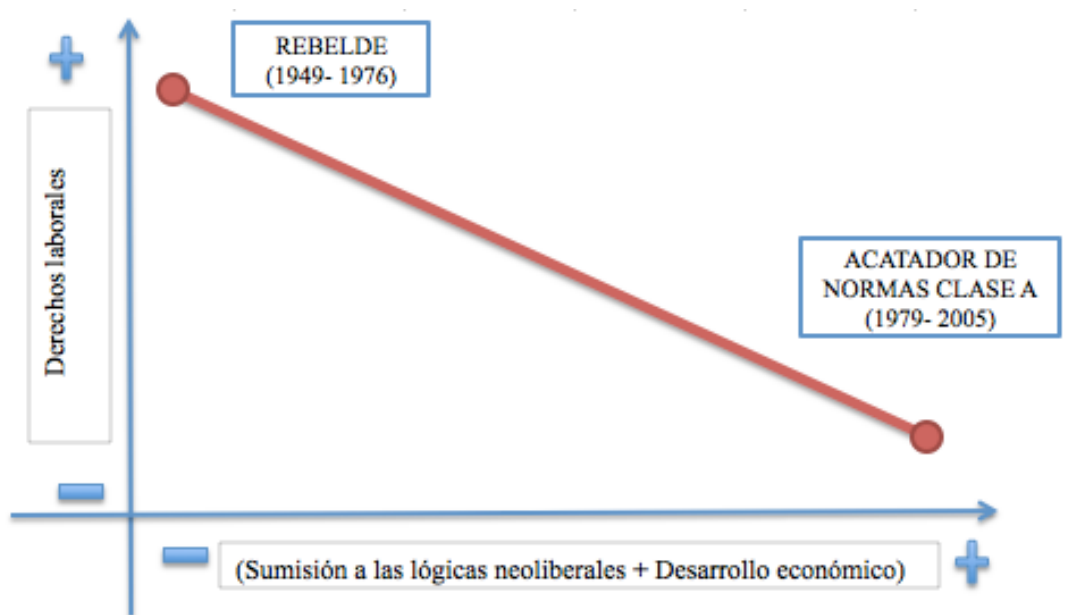 REBELDE
(1949- 1976)
Derechos laborales
ACATADOR DE
NORMAS CLASE A
(1979- 2005)
(Sumisión a las lógicas neoliberales + Desarrollo económico)